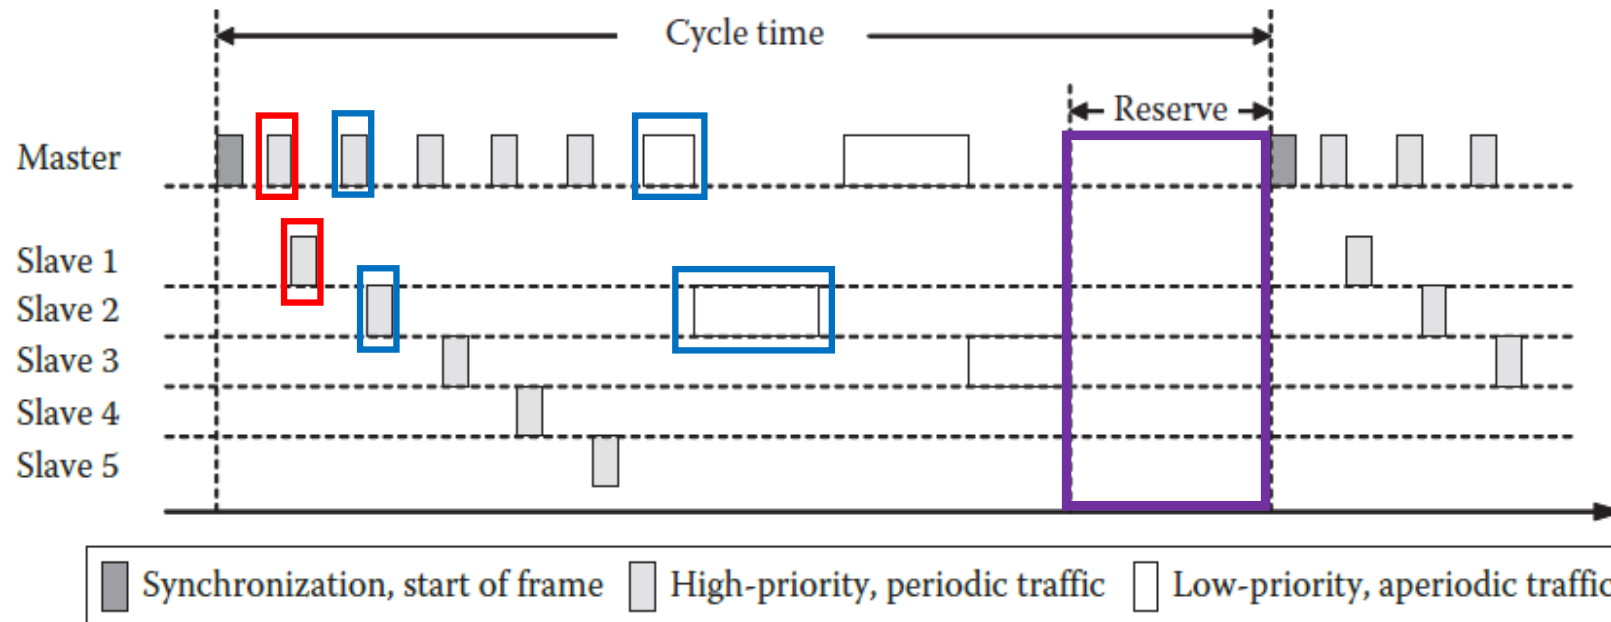 Cycle time
Reserve
Master
Slave 1
Slave 2
Slave 3
Slave 4
Slave 5
Synchronization, start of frame High-priority, periodic traffic Low-priority, aperiodic traffic